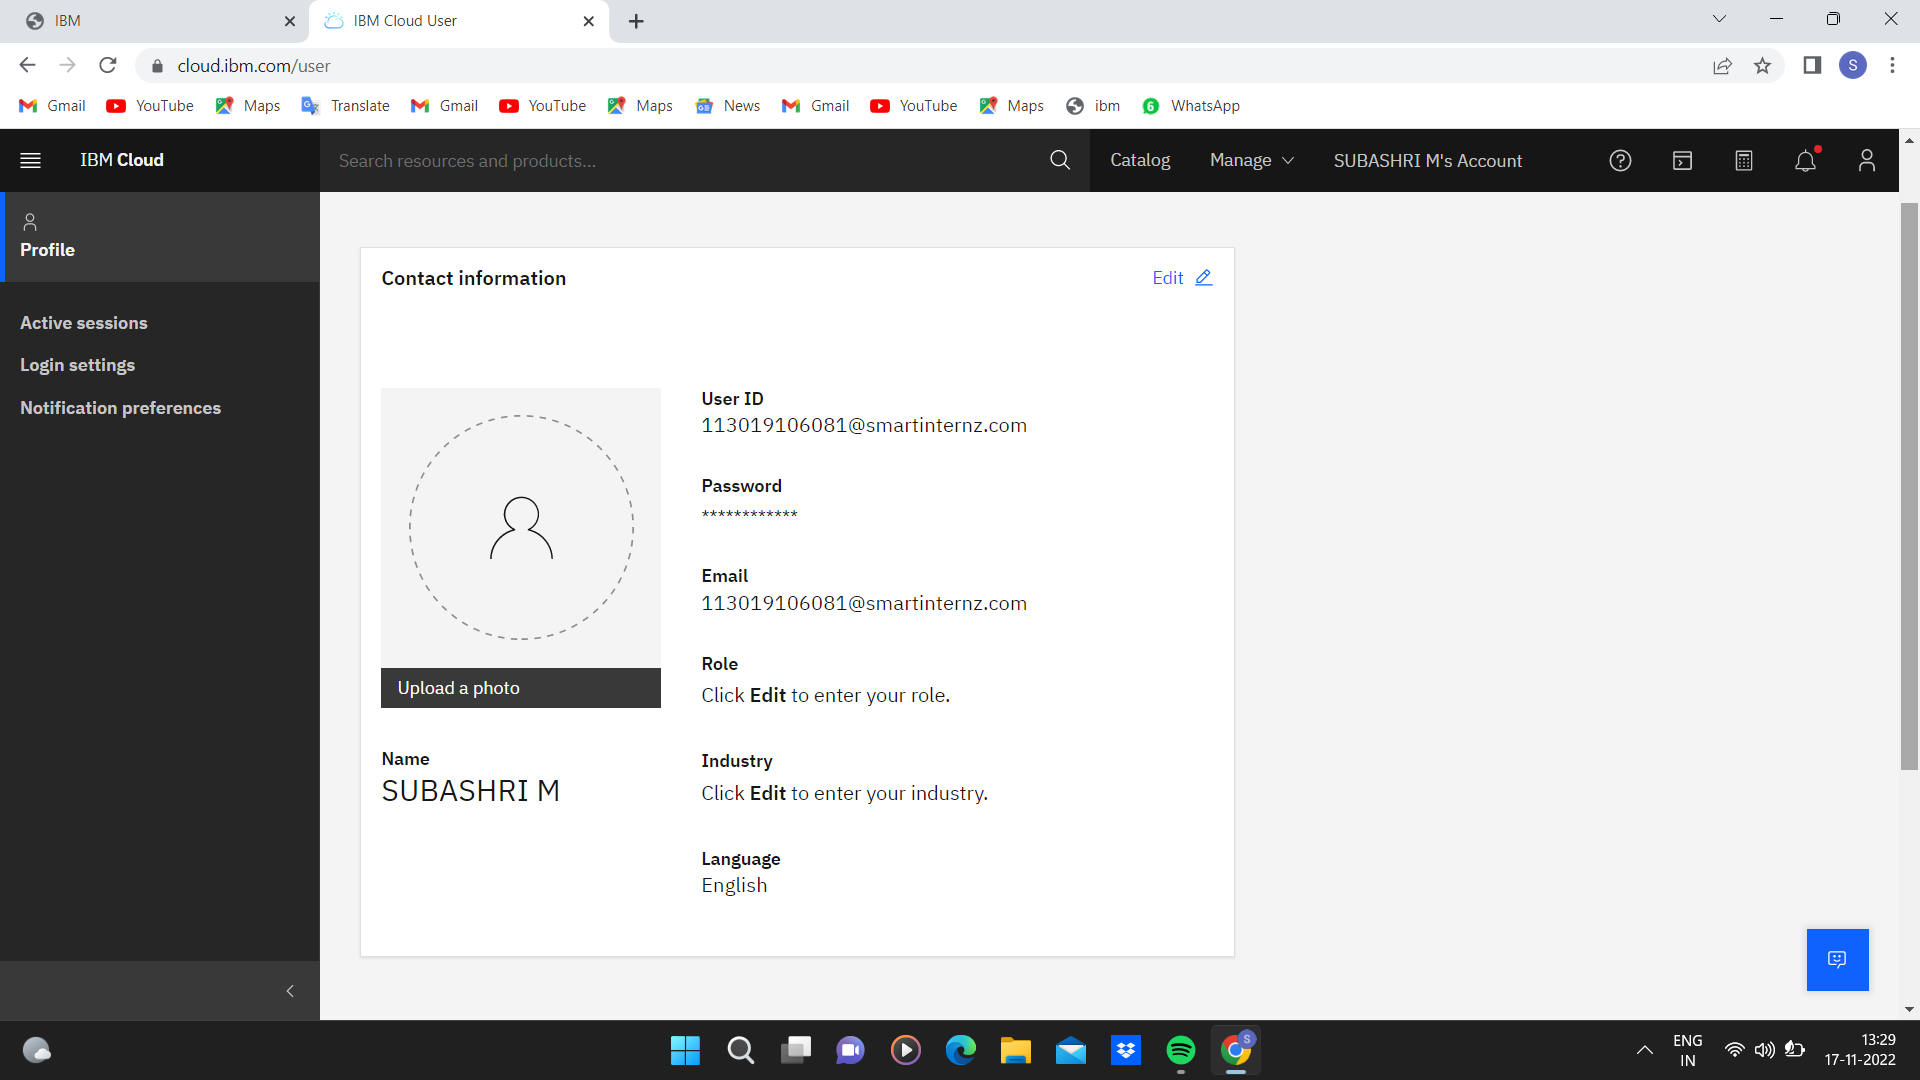 IBM
IBM Cloud User
cloud.ibm.com/user
S
Gmail YouTube Maps Translate Gmail YouTube Maps News Gmail YouTube Maps ibm 6 WhatsApp
IBM Cloud
Search resources and products...
Catalog
Manage
SUBASHRI M's Account
Profile
Active sessions
Login settings
Notification preferences
Contact information
Edit
User ID
113019106081@smartinternz.com
Password
************
Email
113019106081@smartinternz.com
Role
Click Edit to enter your role.
Upload a photo
Name
SUBASHRI M
Industry
Click Edit to enter your industry.
Language
English
S
ENG
IN
13:29
17-11-2022